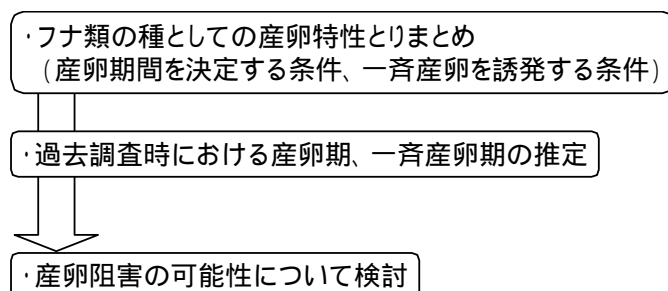 ・フナ類の種としての産卵特性とりまとめ
(産卵期間を決定する条件、一斉産卵を誘発する条件)
・過去調査時における産卵期、一斉産卵期の推定
・産卵阻害の可能性について検討